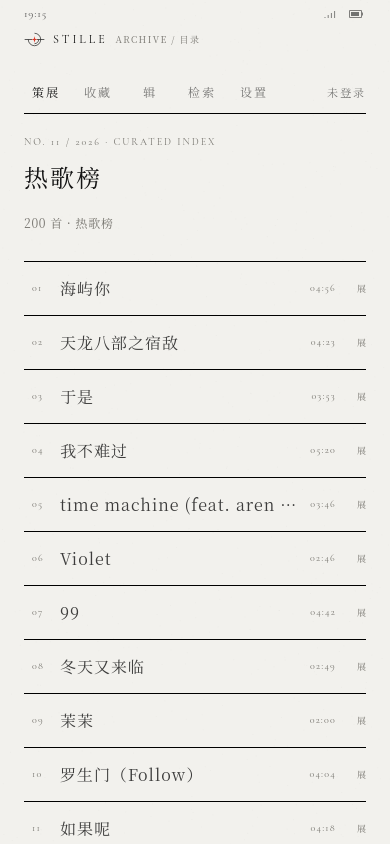 19:15
STILLE ARCHIVE / 目录
策展 收藏 辑 检索 设置 未登录
NO. 11 / 2026 · CURATED INDEX
热歌榜
200 首 · 热歌榜
01 海屿你 04:56 展
02 天龙八部之宿敌 04:23 展
03 于是 03:53 展
04 我不难过 05:20 展
05 time machine (feat. aren ··· 03:46 展
06 Violet 02:46 展
07 99 04:42 展
08 冬天又来临 02:49 展
09 茉茉 02:00 展
10 罗生门（Follow） 04:04 展
11 如果呢 04:18 展